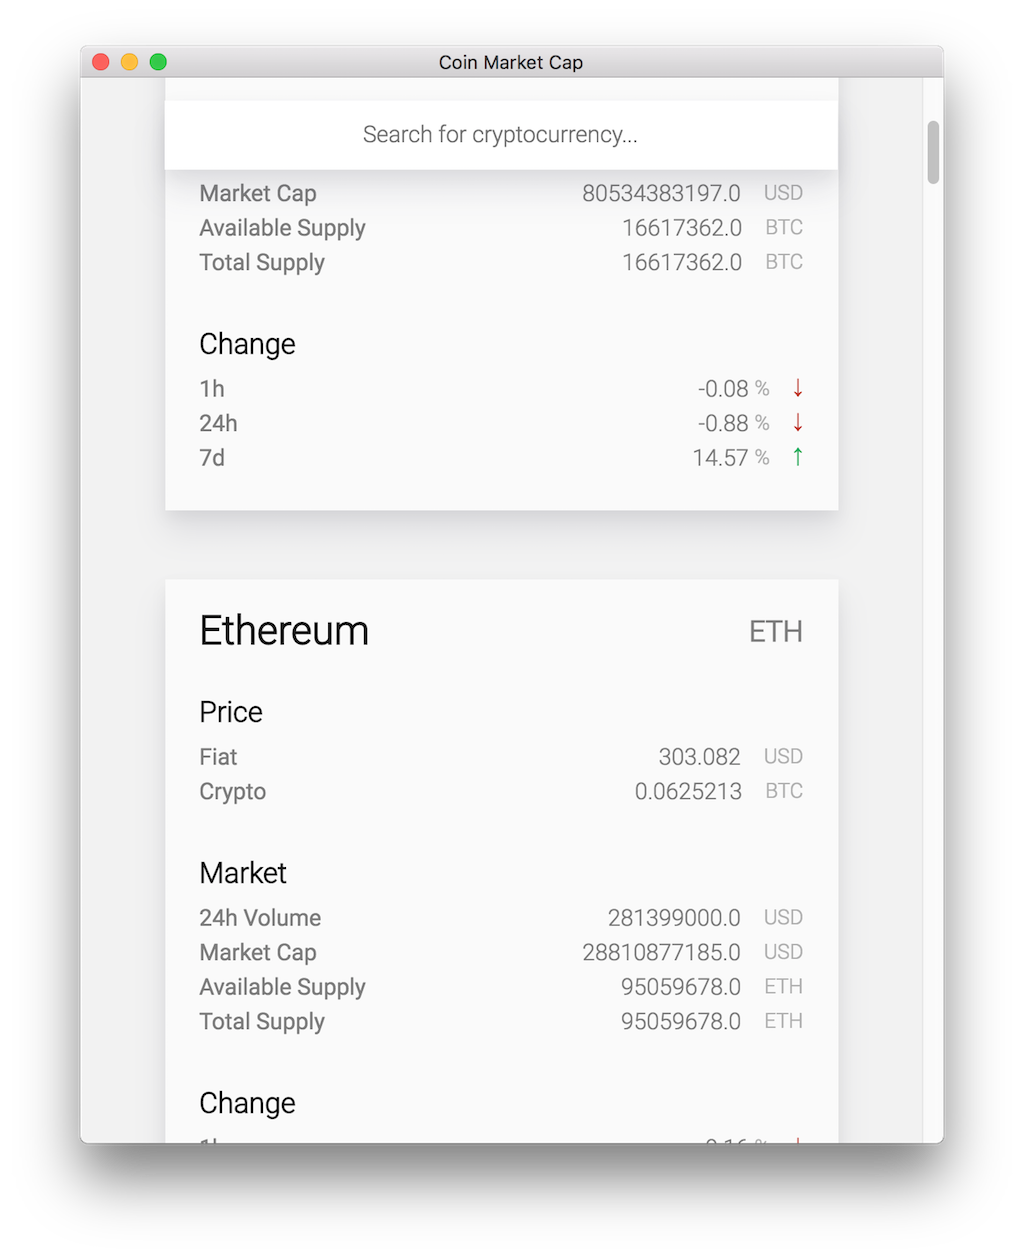 Coin Market Cap
Search for cryptocurrency...
Market Cap 80534383197.0 USD
Available Supply 16617362.0 BTC
Total Supply 16617362.0 BTC
Change
1h -0.08 % ↓
24h -0.88 % ↓
7d 14.57 % ↑
Ethereum ETH
Price
Fiat 303.082 USD
Crypto 0.0625213 BTC
Market
24h Volume 281399000.0 USD
Market Cap 28810877185.0 USD
Available Supply 95059678.0 ETH
Total Supply 95059678.0 ETH
Change